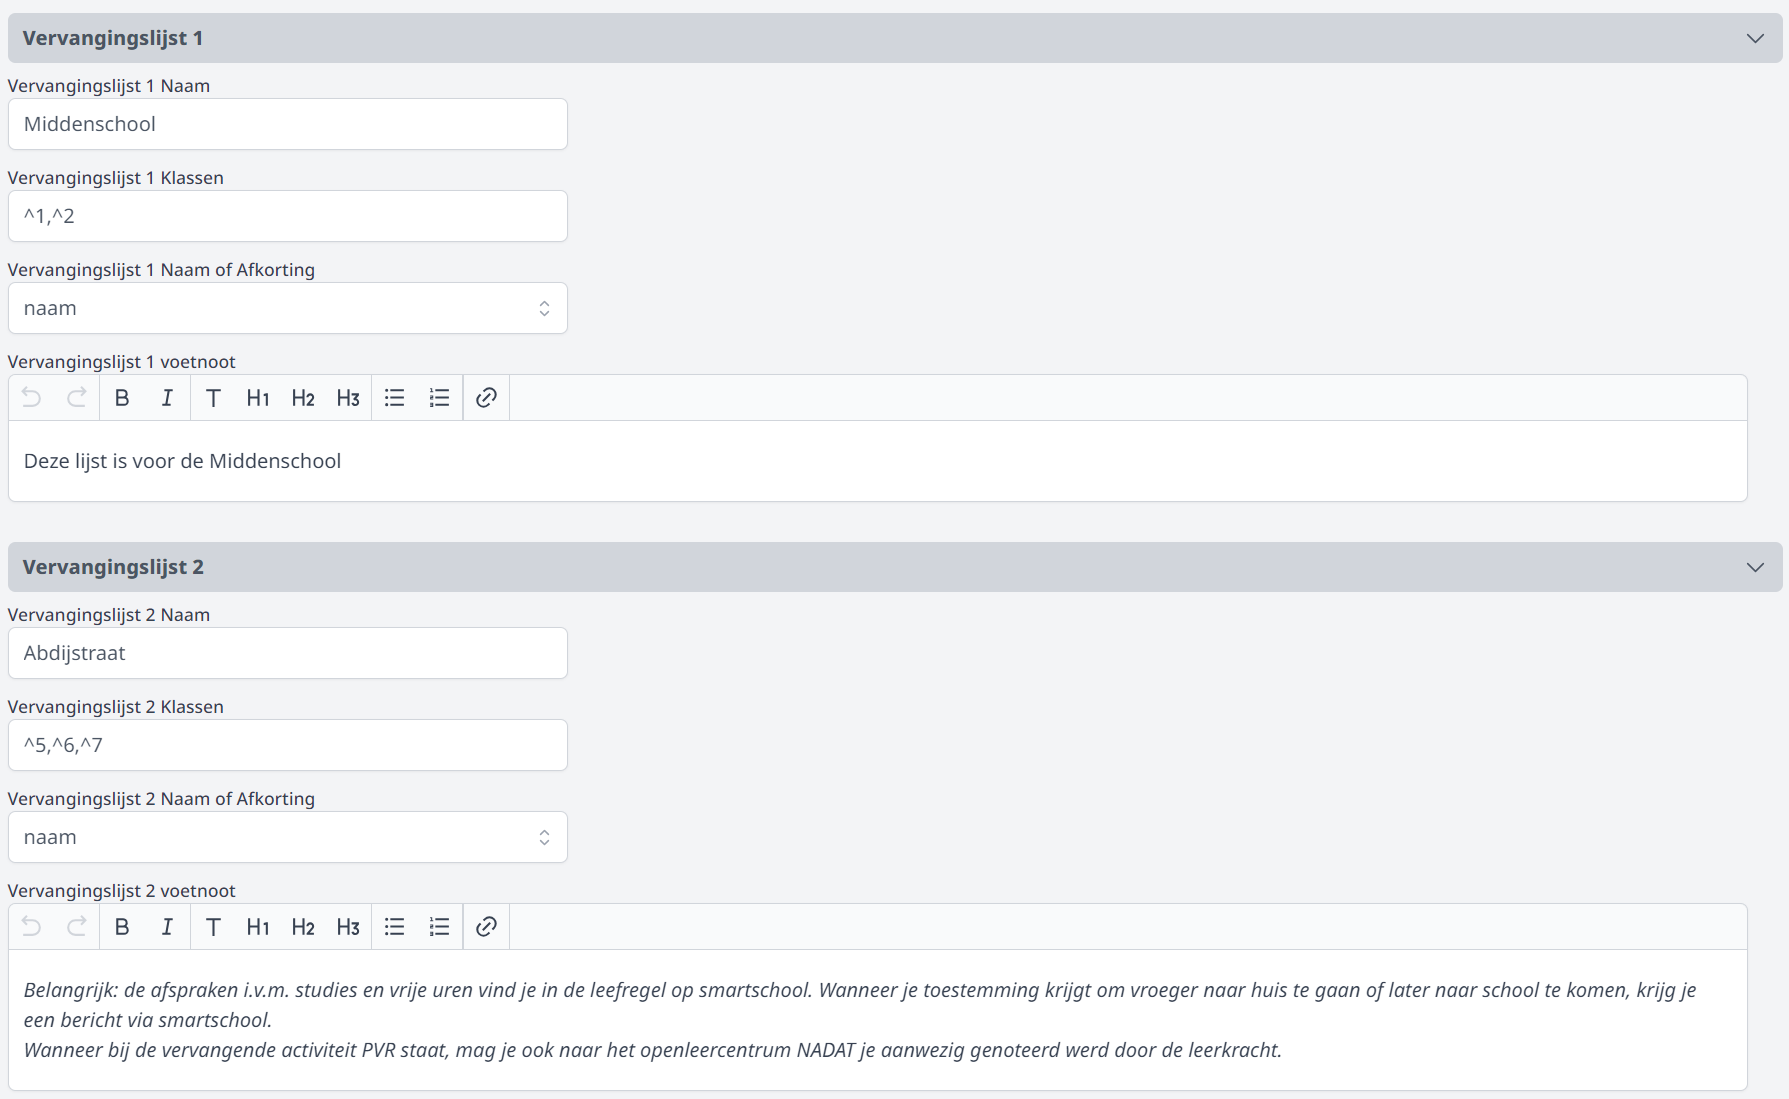 Vervangingslijst 1
Vervangingslijst 1 Naam
Middenschool
Vervangingslijst 1 Klassen
^1,^2
Vervangingslijst 1 Naam of Afkorting
naam
Vervangingslijst 1 voetnoot
B I T H1 H2 H3
Deze lijst is voor de Middenschool
Vervangingslijst 2
Vervangingslijst 2 Naam
Abdijstraat
Vervangingslijst 2 Klassen
^5,^6,^7
Vervangingslijst 2 Naam of Afkorting
naam
Vervangingslijst 2 voetnoot
B I T H1 H2 H3
Belangrijk: de afspraken i.v.m. studies en vrije uren vind je in de leefregel op smartschool. Wanneer je toestemming krijgt om vroeger naar huis te gaan of later naar school te komen, krijg je
een bericht via smartschool.
Wanneer bij de vervangende activiteit PVR staat, mag je ook naar het openleercentrum NADAT je aanwezig genoteerd werd door de leerkracht.